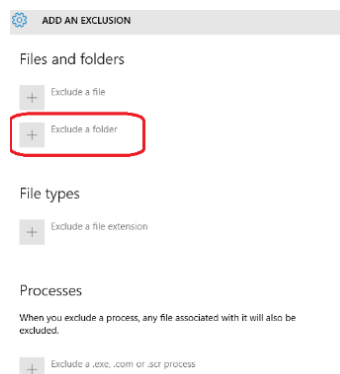 ADD AN EXCLUSION
Files and folders
Exclude a file
Exclude a folder
File types
Exclude a file extension
Processes
When you exclude a process, any file associated with it will also be
excluded.
Exclude a .exe, .com or .scr process